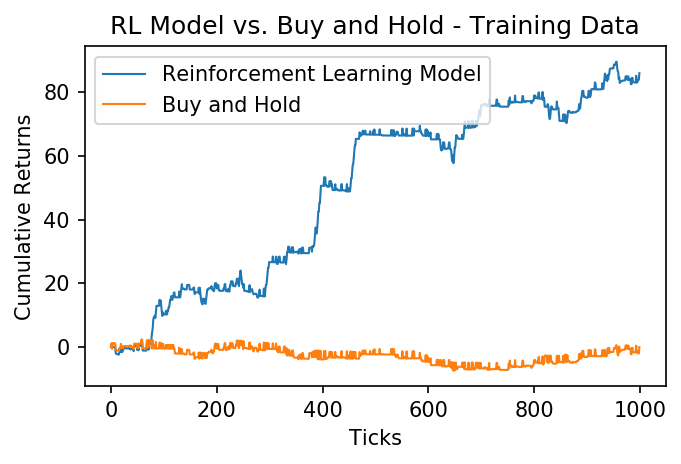 RL Model vs. Buy and Hold - Training Data
Reinforcement Learning Model
Buy and Hold
80
60
40
20
0
Cumulative Returns
0 200 400 600 800 1000
Ticks